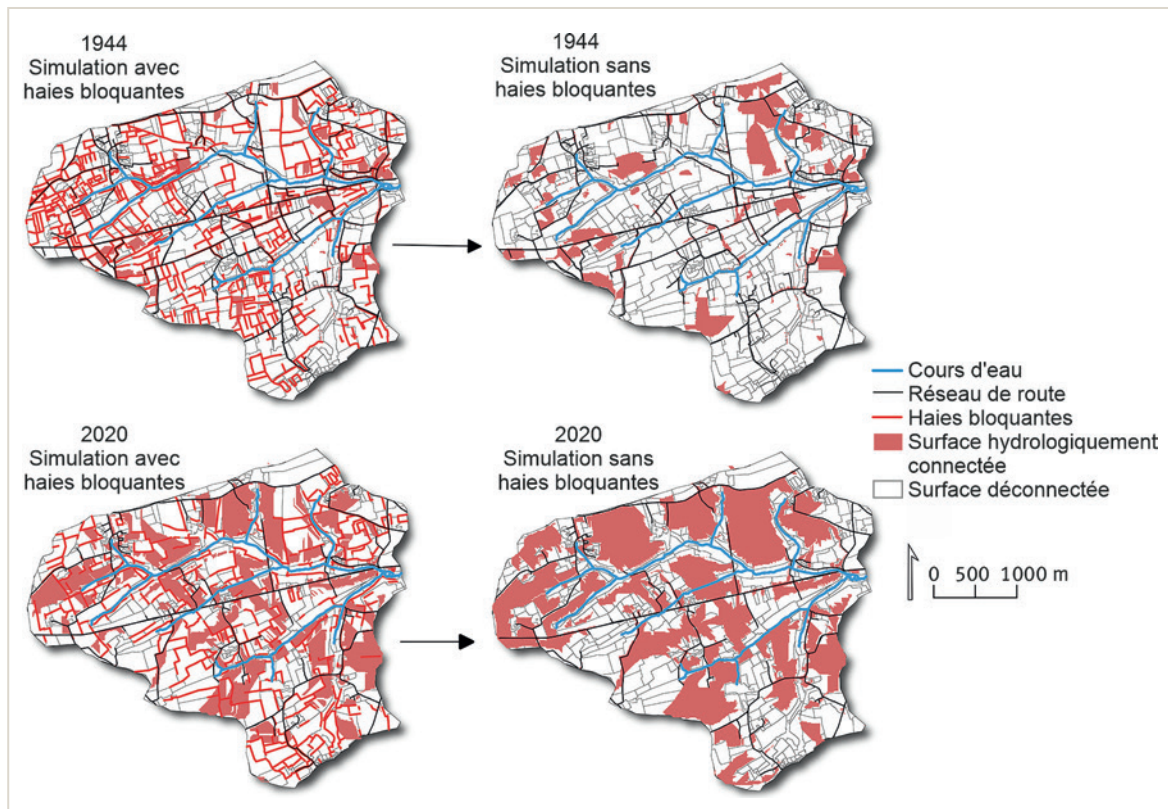 1944
Simulation avec
haies bloquantes
1944
Simulation sans
haies bloquantes
2020
Simulation avec
haies bloquantes
2020
Simulation sans
haies bloquantes
Cours d'eau
Réseau de route
Haies bloquantes
Surface hydrologiquement
connectée
Surface déconnectée
0 500 1000 m